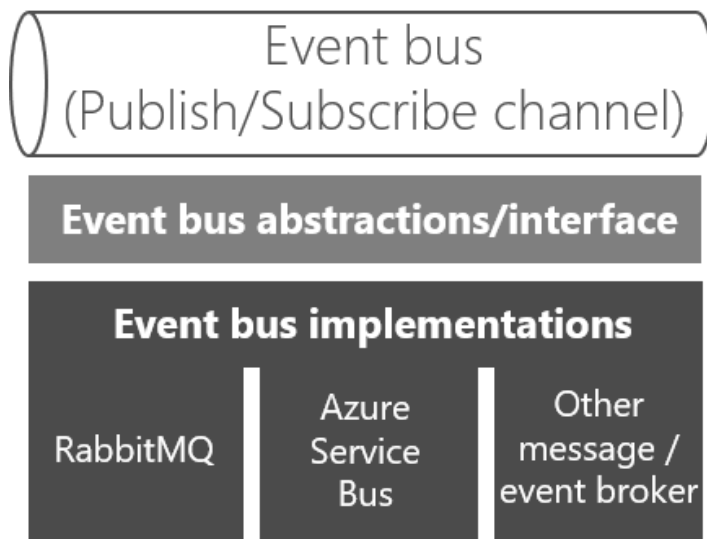 Event bus
(Publish/Subscribe channel)
Event bus abstractions/interface
Event bus implementations
RabbitMQ
Azure
Service
Bus
Other
message /
event broker